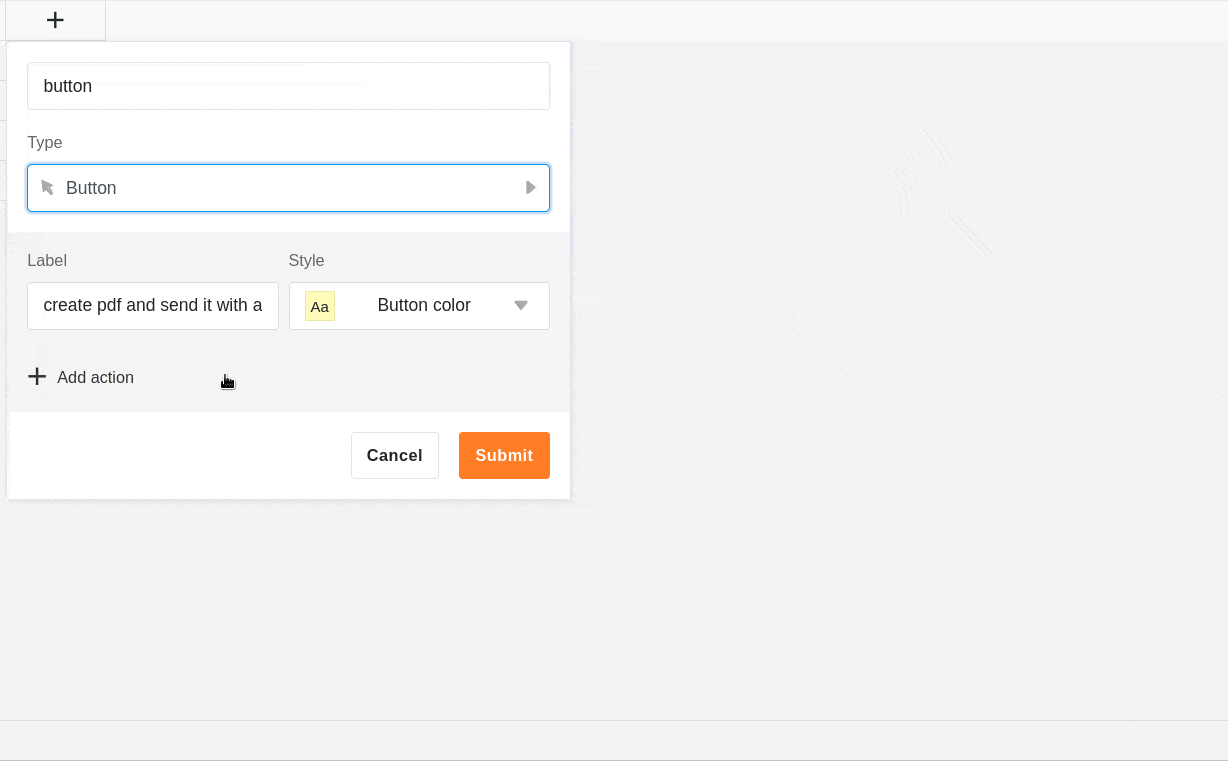 button
Type
Button
Label
Style
create pdf and send it with a
Aa
Button color
Add action
Cancel
Submit